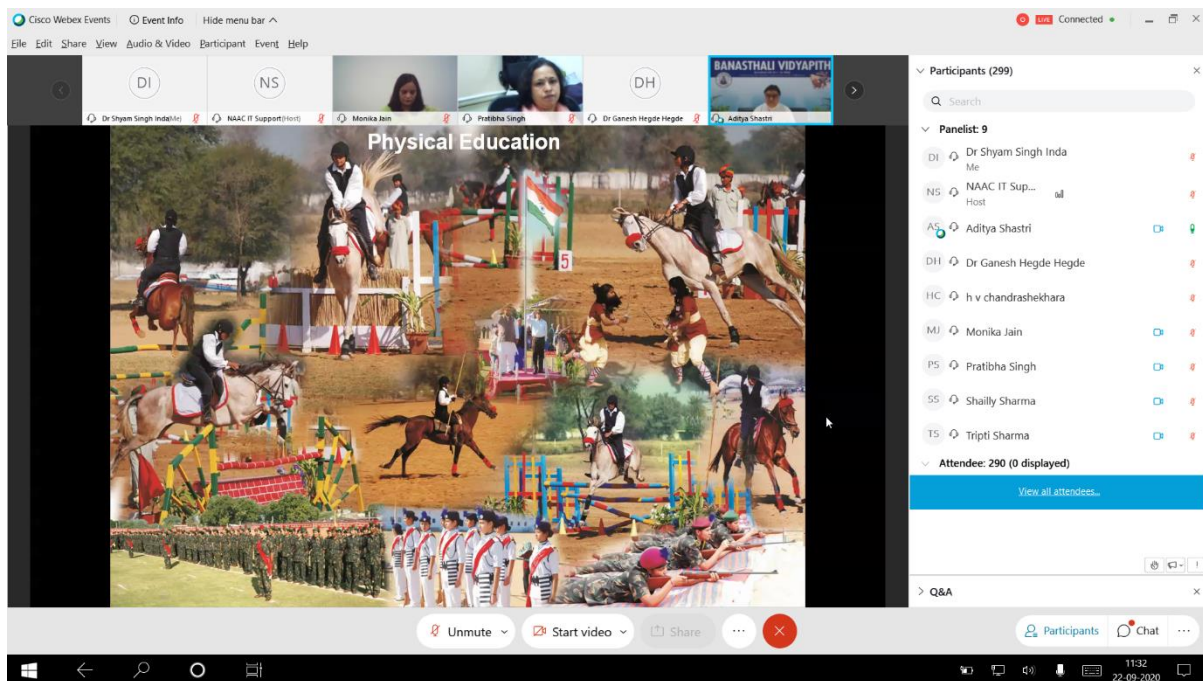 Cisco Webex Events
Event Info
Hide menu bar
LIVE Connected
File Edit Share View Audio & Video Participant Event Help
DI
Dr Shyam Singh Inda(Me)
NS
NAAC IT Support(Host)
Monika Jain
Pratibha Singh
DH
Dr Ganesh Hegde Hegde
BANASTHALI VIDYAPITH
Aditya Shastri
Physical Education
5
Participants (299)
Search
Panelist: 9
DI Dr Shyam Singh Inda
Me
NS NAAC IT Sup...
Host
AS Aditya Shastri
DH Dr Ganesh Hegde Hegde
HC h v chandrashekhara
MJ Monika Jain
PS Pratibha Singh
SS Shailly Sharma
TS Tripti Sharma
Attendee: 290 (0 displayed)
View all attendees...
Q&A
Unmute
Start video
Share
Participants
Chat
11:32
22-09-2020